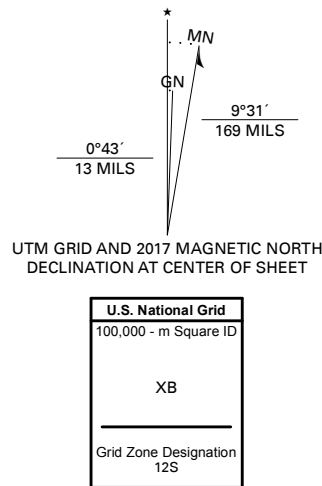 ★
MN
GN
9°31´
169 MILS
0°43´
13 MILS
UTM GRID AND 2017 MAGNETIC NORTH
DECLINATION AT CENTER OF SHEET
U.S. National Grid
100,000 - m Square ID
XB
Grid Zone Designation
12S